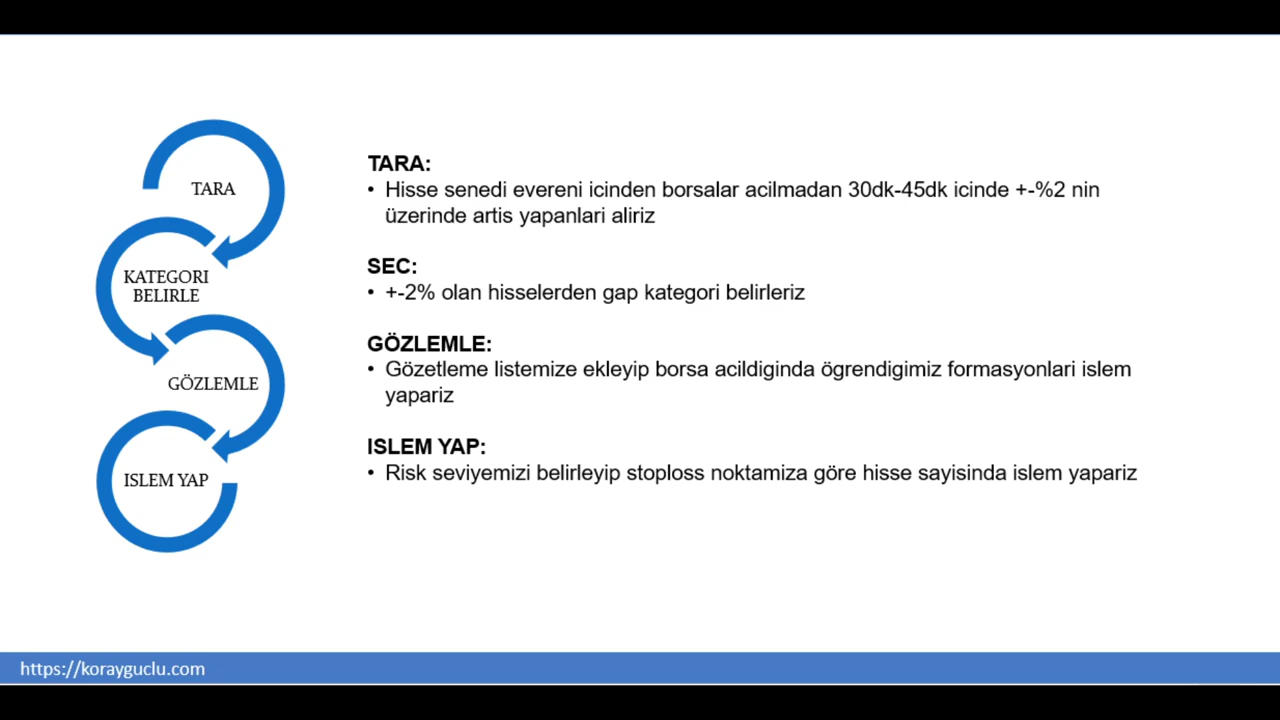 TARA
KATEGORI
BELIRLE
GÖZLEMLE
ISLEM YAP
TARA:
• Hisse senedi evereni icinden borsalar acilmadan 30dk-45dk icinde +-%2 nin
üzerinde artis yapanlari aliriz
SEC:
• +-2% olan hisselerden gap kategori belirleriz
GÖZLEMLE:
• Gözetleme listemize ekleyip borsa acildiginda ögrendigimiz formasyonlari islem
yapariz
ISLEM YAP:
• Risk seviyemizi belirleyip stoploss noktamiza göre hisse sayisinda islem yapariz
https://korayguclu.com